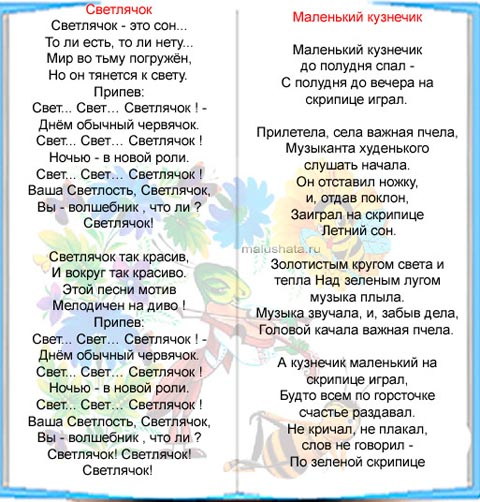 Светлячок
Светлячок - это сон...
То ли есть, то ли нету...
Мир во тьму погружён,
Но он тянется к свету.
Припев:
Свет... Свет… Светлячок ! -
Днём обычный червячок.
Свет... Свет… Светлячок !
Ночью - в новой роли.
Свет... Свет… Светлячок !
Ваша Светлость, Светлячок,
Вы - волшебник , что ли ?
Светлячок!
Светлячок так красив,
И вокруг так красиво.
Этой песни мотив
Мелодичен на диво !
Припев:
Свет... Свет… Светлячок ! -
Днём обычный червячок.
Свет... Свет… Светлячок !
Ночью - в новой роли.
Свет... Свет… Светлячок !
Ваша Светлость, Светлячок,
Вы - волшебник , что ли ?
Светлячок! Светлячок!
Светлячок!
Маленький кузнечик
Маленький кузнечик
до полудня спал -
С полудня до вечера на
скрипице играл.
Прилетела, села важная пчела,
Музыканта худенького
слушать начала.
Он отставил ножку,
и, отдав поклон,
Заиграл на скрипице
Летний сон.
malushata.ru
Золотистым кругом света и
тепла Над зеленым лугом
музыка плыла.
Музыка звучала, и, забыв дела,
Головой качала важная пчела.
А кузнечик маленький на
скрипице играл,
Будто всем по горсточке
счастье раздавал.
Не кричал, не плакал,
слов не говорил -
По зеленой скрипице